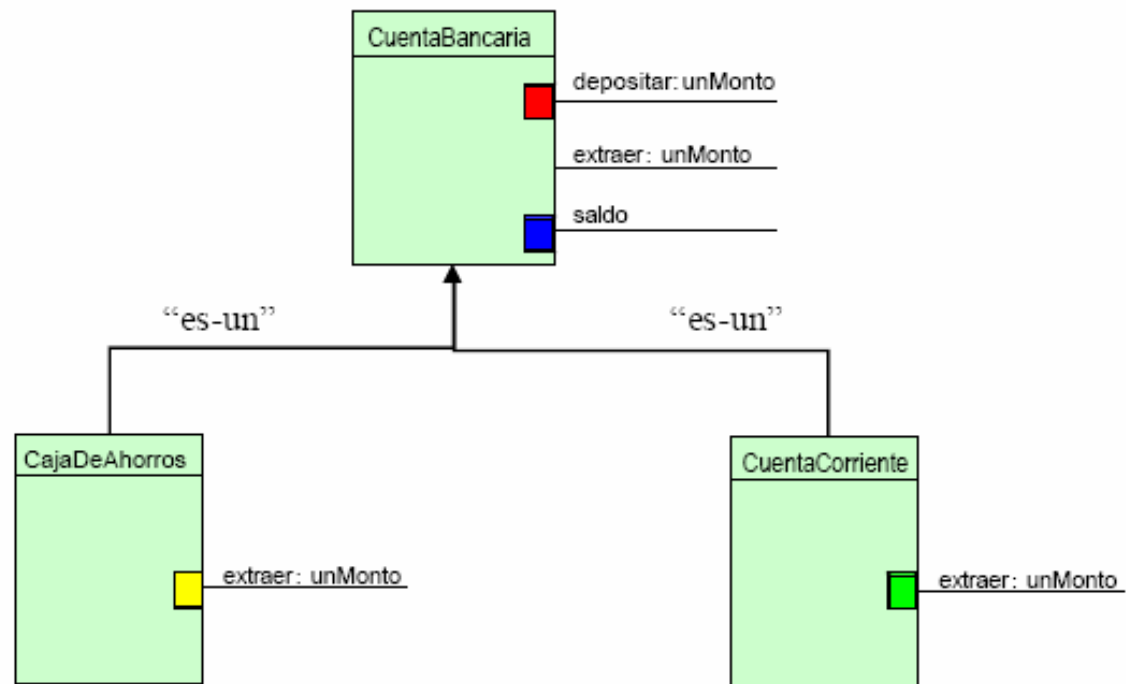 CuentaBancaria
depositar:unMonto
extraer: unMonto
saldo
“es-un”
“es-un”
CajaDeAhorros
extraer: unMonto
CuentaCorriente
extraer: unMonto